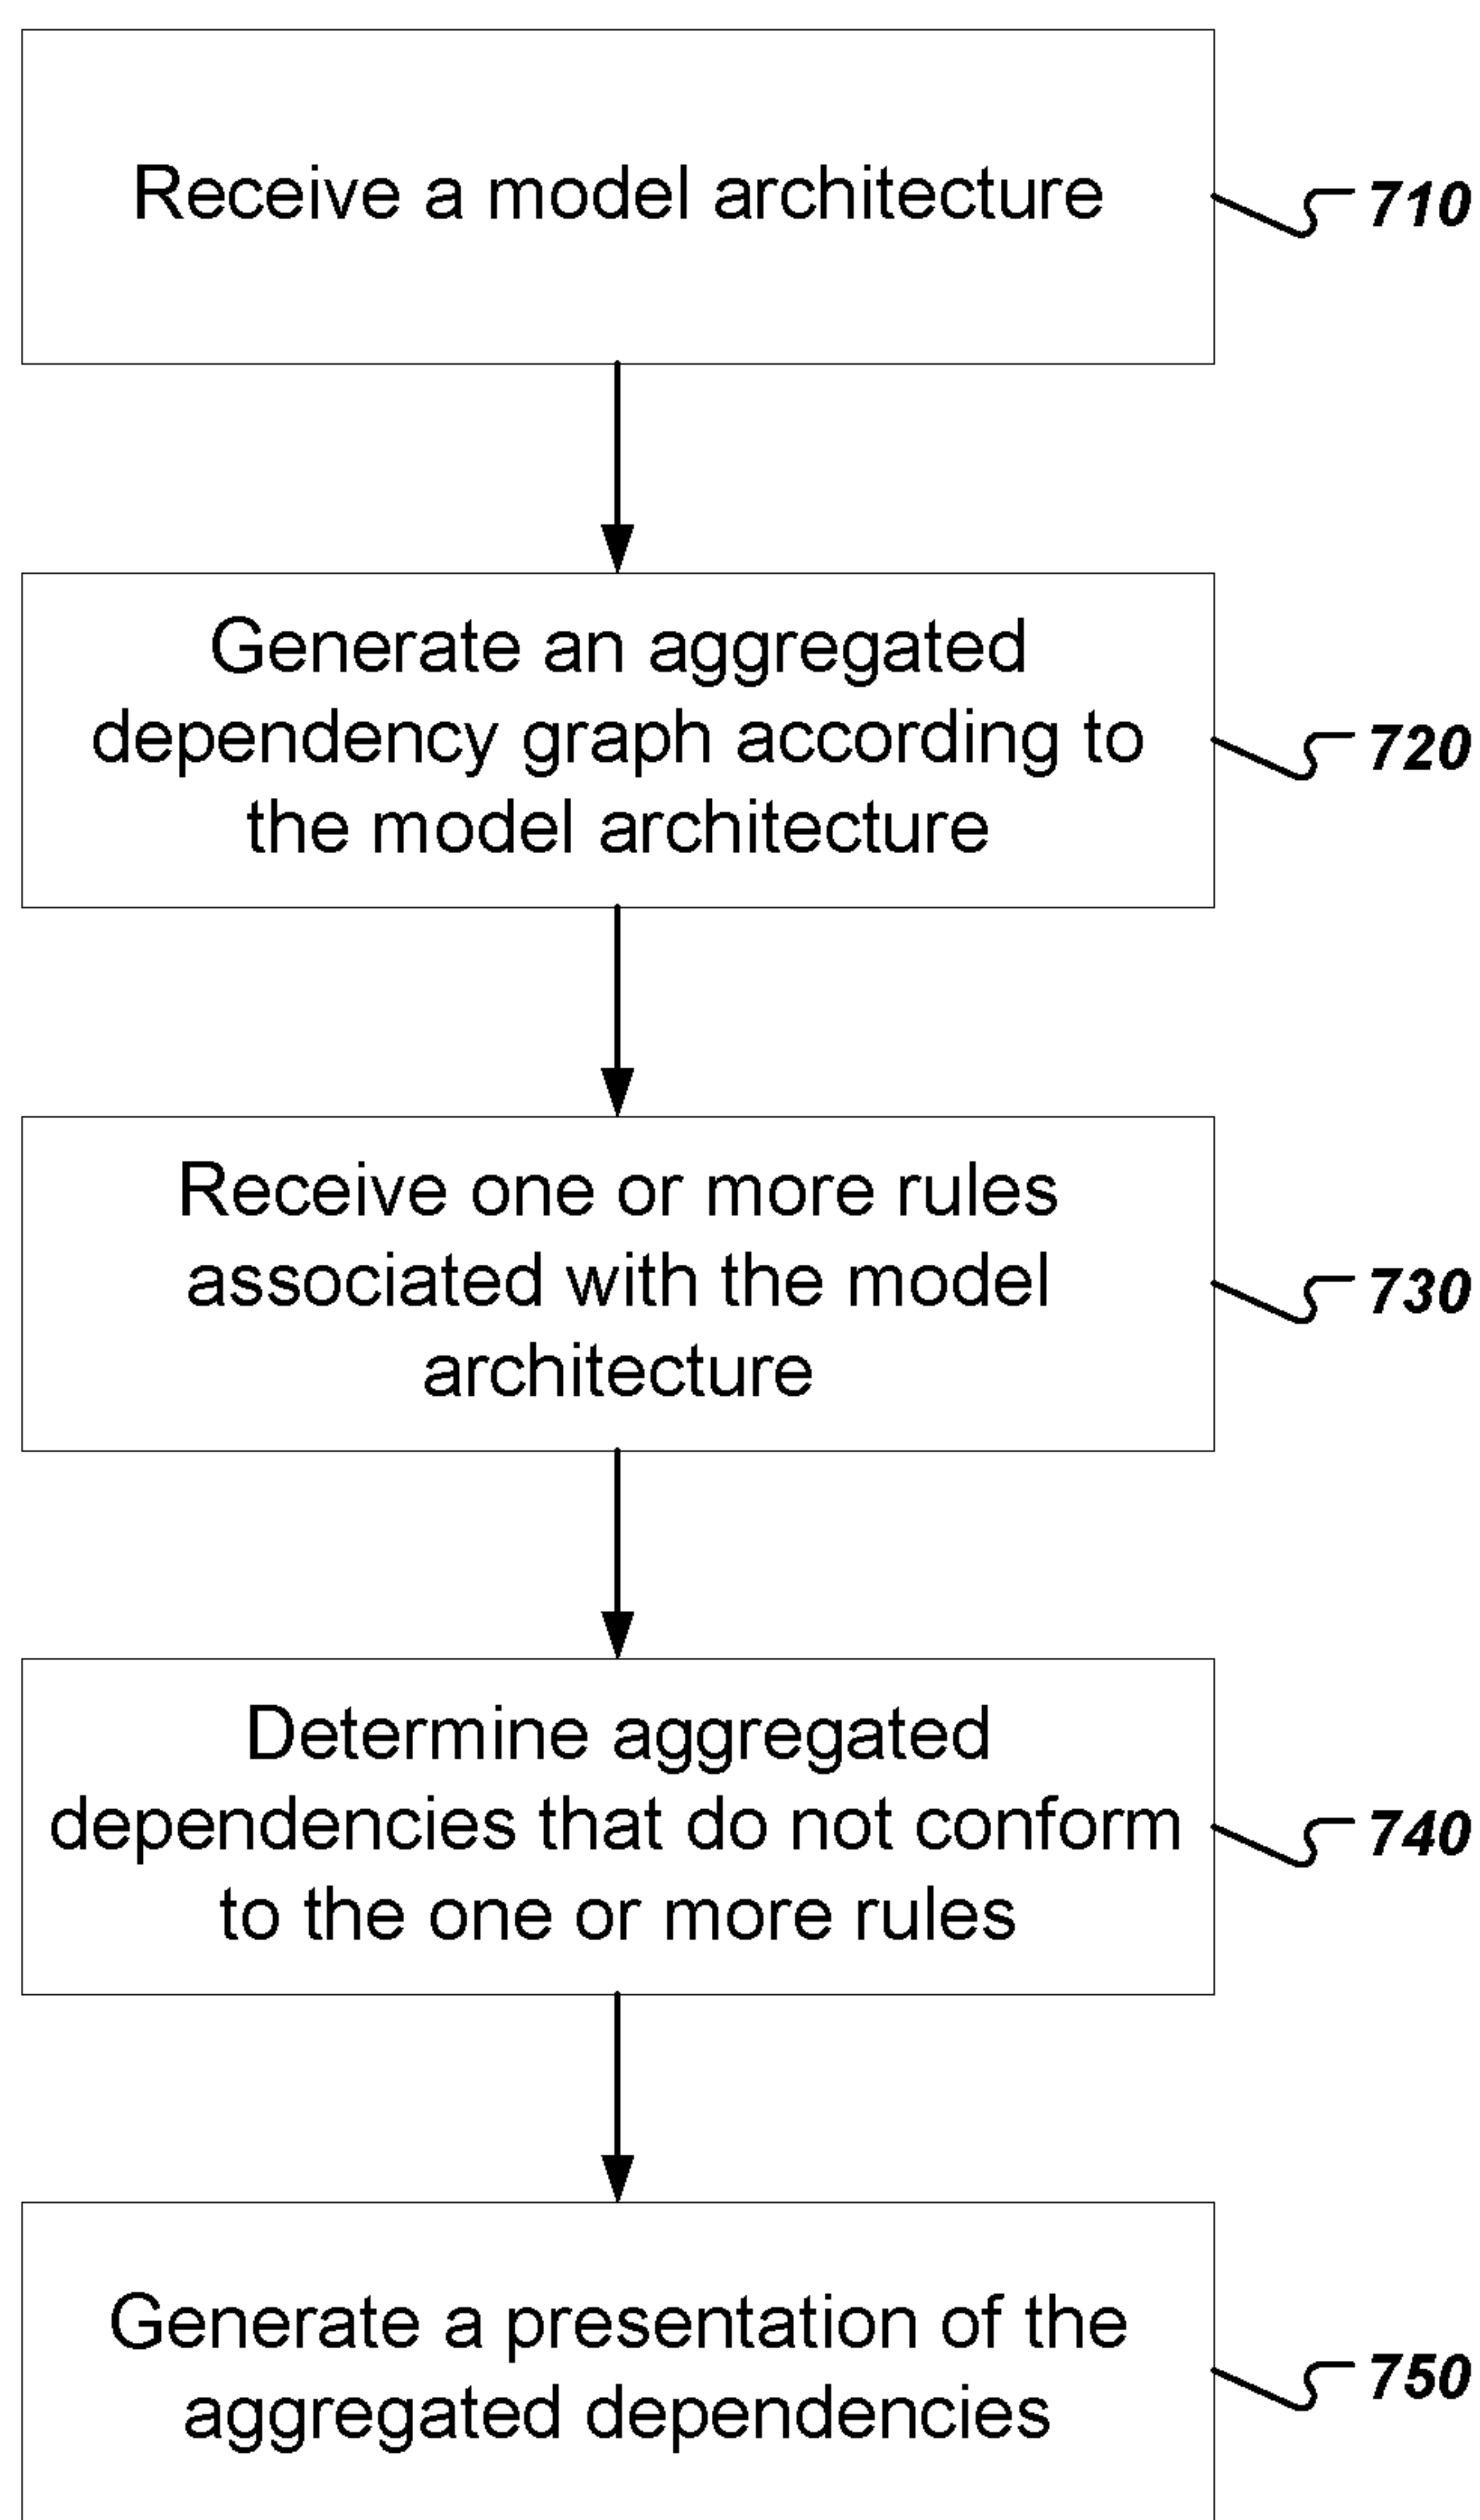 Receive a model architecture
710
Generate an aggregated
dependency graph according to
the model architecture
720
Receive one or more rules
associated with the model
architecture
730
Determine aggregated
dependencies that do not conform
to the one or more rules
740
Generate a presentation of the
aggregated dependencies
750